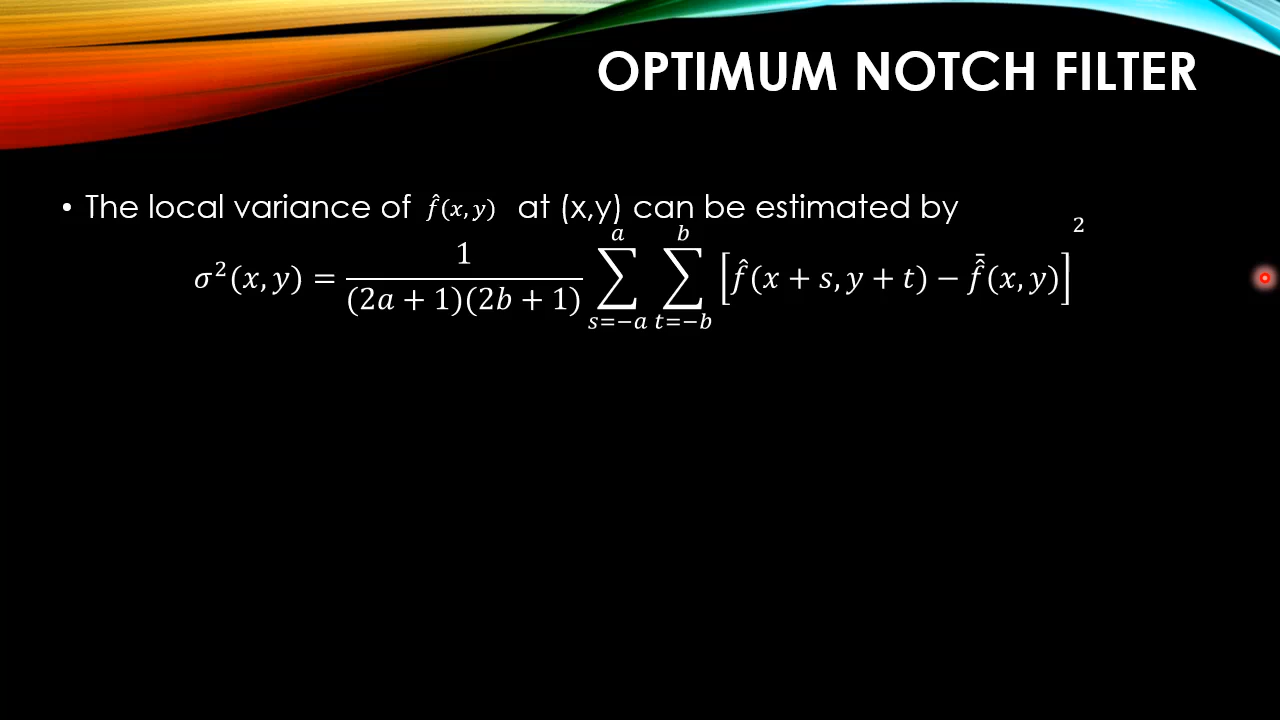 OPTIMUM NOTCH FILTER
• The local variance of f̂(x, y) at (x,y) can be estimated by
σ²(x, y) = 1/((2a + 1)(2b + 1)) ∑_{s=−a}^{a} ∑_{t=−b}^{b} [f̂(x + s, y + t) − f̂̄(x, y)]²